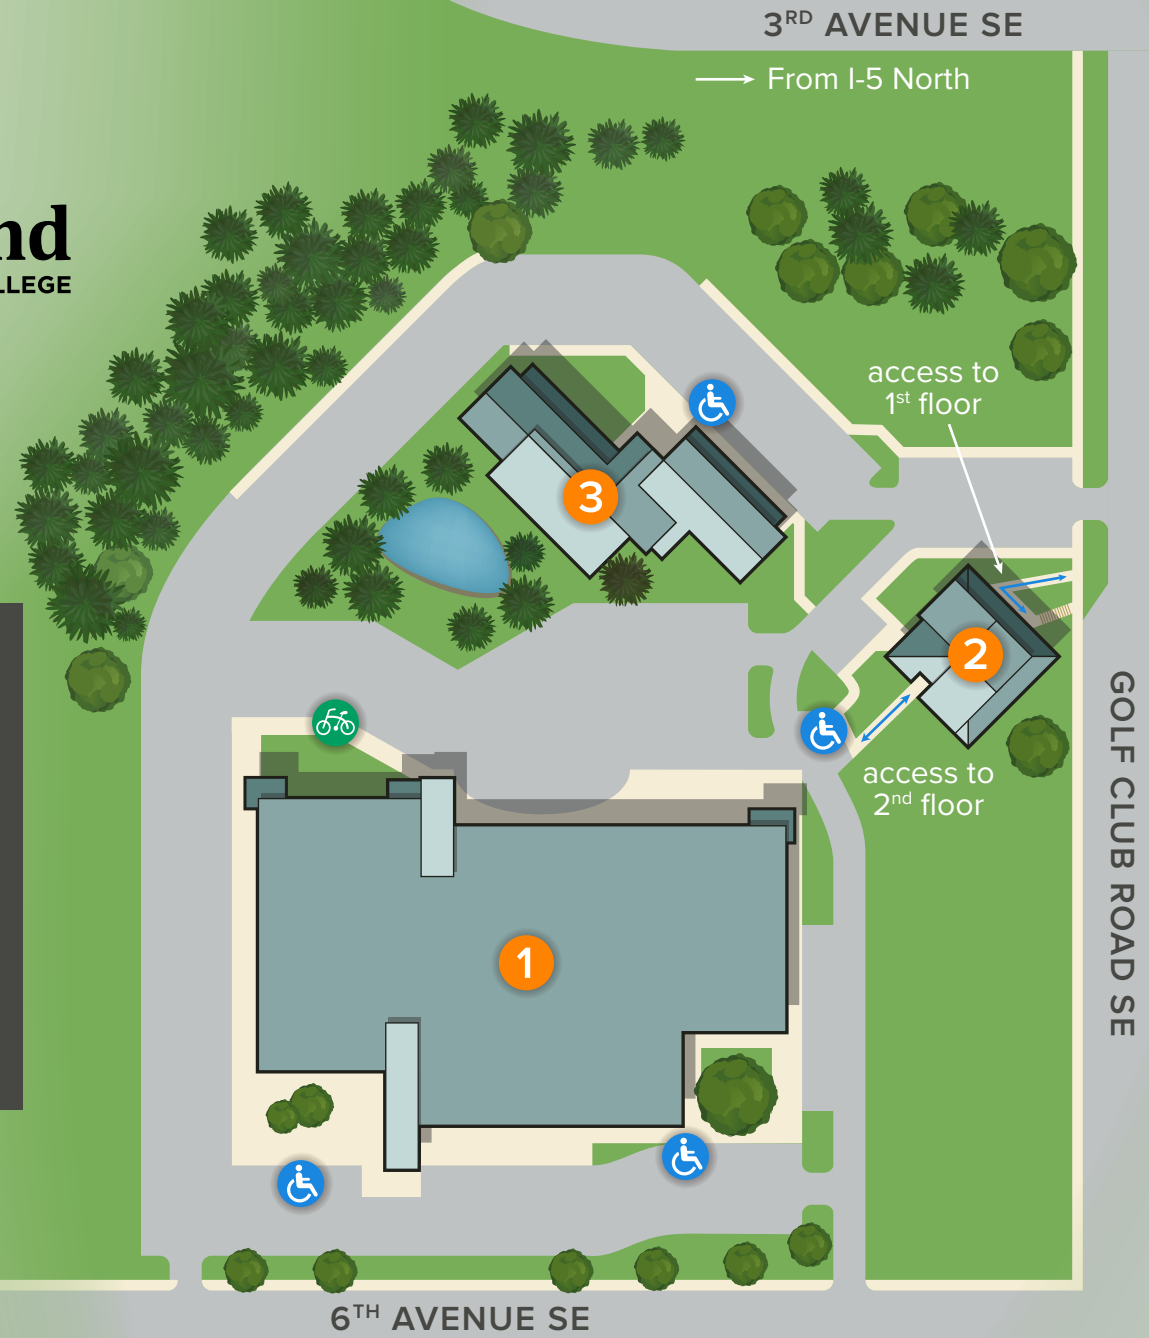 3RD AVENUE SE
From I-5 North
nd
LLEGE
access to
1st floor
3
2
access to
2nd floor
GOLF CLUB ROAD SE
1
6TH AVENUE SE